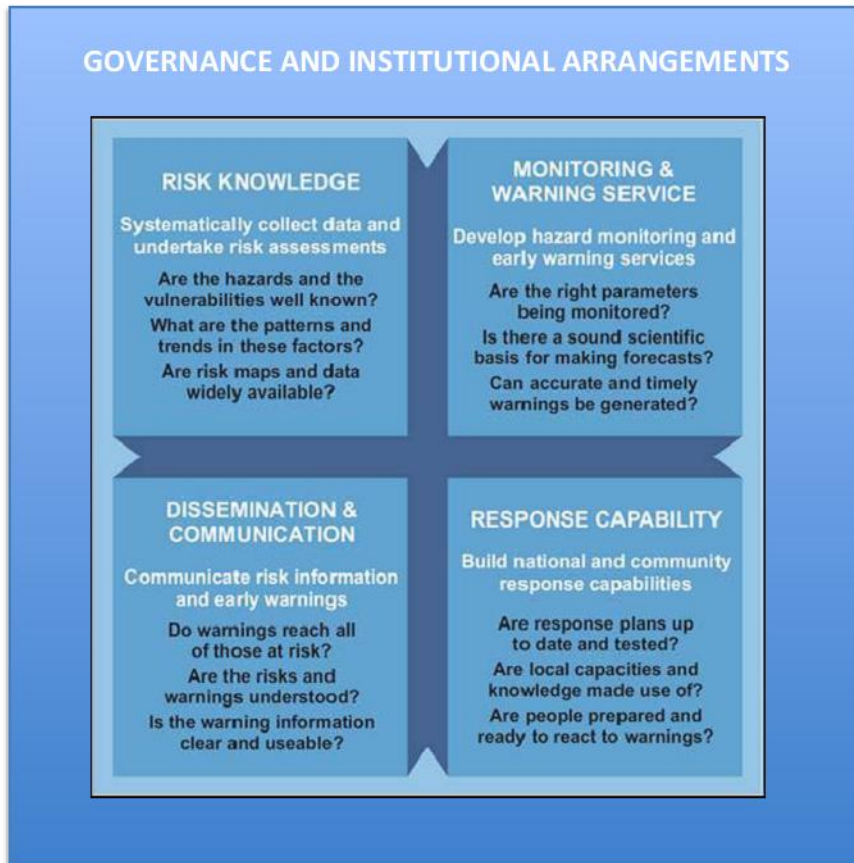 GOVERNANCE AND INSTITUTIONAL ARRANGEMENTS
RISK KNOWLEDGE
Systematically collect data and
undertake risk assessments
Are the hazards and the
vulnerabilities well known?
What are the patterns and
trends in these factors?
Are risk maps and data
widely available?
MONITORING &
WARNING SERVICE
Develop hazard monitoring and
early warning services
Are the right parameters
being monitored?
Is there a sound scientific
basis for making forecasts?
Can accurate and timely
warnings be generated?
DISSEMINATION &
COMMUNICATION
Communicate risk information
and early warnings
Do warnings reach all
of those at risk?
Are the risks and
warnings understood?
Is the warning information
clear and useable?
RESPONSE CAPABILITY
Build national and community
response capabilities
Are response plans up
to date and tested?
Are local capacities and
knowledge made use of?
Are people prepared and
ready to react to warnings?